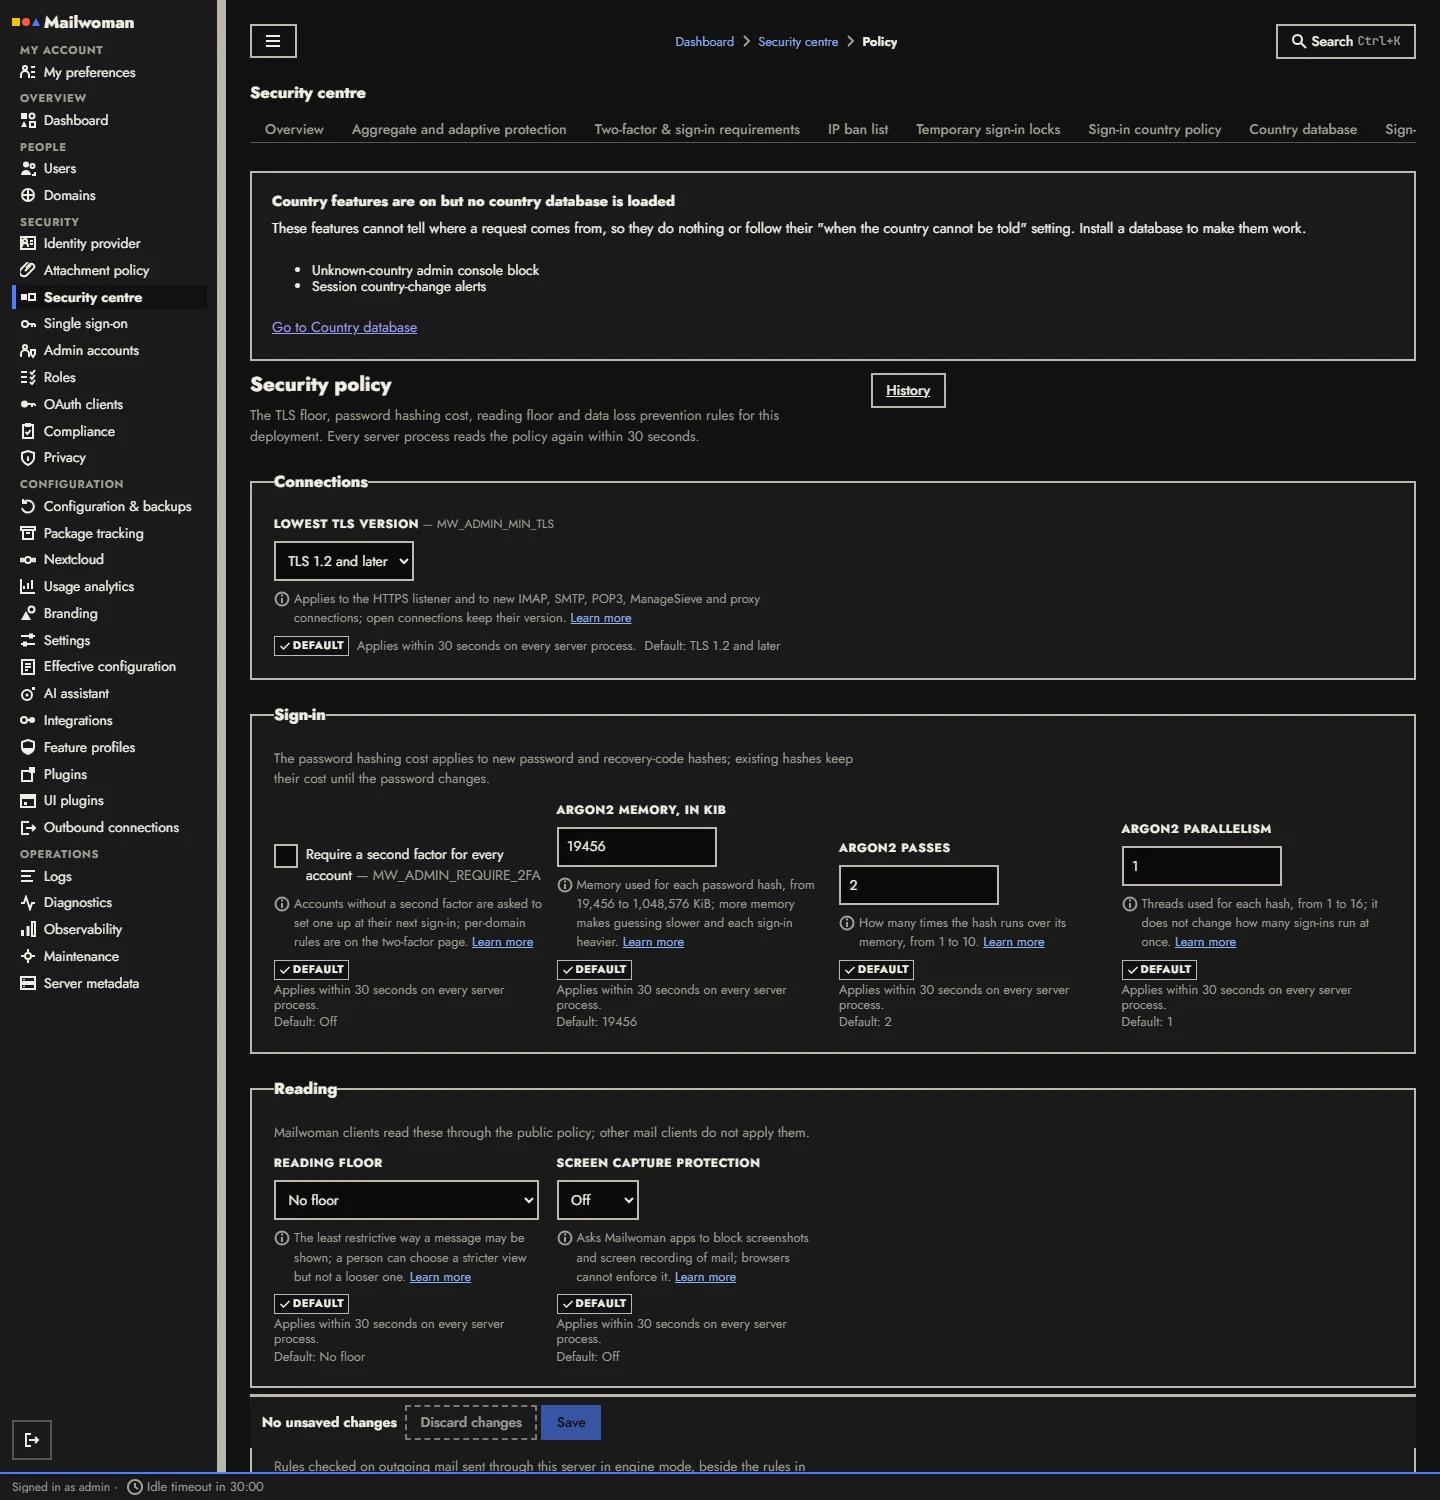 Mailwoman
MY ACCOUNT
My preferences
OVERVIEW
Dashboard
PEOPLE
Users
Domains
SECURITY
Identity provider
Attachment policy
Security centre
Single sign-on
Admin accounts
Roles
OAuth clients
Compliance
Privacy
CONFIGURATION
Configuration & backups
Package tracking
Nextcloud
Usage analytics
Branding
Settings
Effective configuration
AI assistant
Integrations
Feature profiles
Plugins
UI plugins
Outbound connections
OPERATIONS
Logs
Diagnostics
Observability
Maintenance
Server metadata
Dashboard > Security centre > Policy
Search Ctrl+K
Security centre
Overview Aggregate and adaptive protection Two-factor & sign-in requirements IP ban list Temporary sign-in locks Sign-in country policy Country database Sign-
Country features are on but no country database is loaded
These features cannot tell where a request comes from, so they do nothing or follow their "when the country cannot be told" setting. Install a database to make them work.
• Unknown-country admin console block
• Session country-change alerts
Go to Country database
Security policy
History
The TLS floor, password hashing cost, reading floor and data loss prevention rules for this
deployment. Every server process reads the policy again within 30 seconds.
Connections
LOWEST TLS VERSION — MW_ADMIN_MIN_TLS
TLS 1.2 and later
Applies to the HTTPS listener and to new IMAP, SMTP, POP3, ManageSieve and proxy
connections; open connections keep their version. Learn more
DEFAULT Applies within 30 seconds on every server process. Default: TLS 1.2 and later
Sign-in
The password hashing cost applies to new password and recovery-code hashes; existing hashes keep
their cost until the password changes.
Require a second factor for every
account — MW_ADMIN_REQUIRE_2FA
Accounts without a second factor are asked to
set one up at their next sign-in; per-domain
rules are on the two-factor page. Learn more
DEFAULT
Applies within 30 seconds on every server
process.
Default: Off
ARGON2 MEMORY, IN KIB
19456
Memory used for each password hash, from
19,456 to 1,048,576 KiB; more memory
makes guessing slower and each sign-in
heavier. Learn more
DEFAULT
Applies within 30 seconds on every server
process.
Default: 19456
ARGON2 PASSES
2
How many times the hash runs over its
memory, from 1 to 10. Learn more
DEFAULT
Applies within 30 seconds on every server
process.
Default: 2
ARGON2 PARALLELISM
1
Threads used for each hash, from 1 to 16; it
does not change how many sign-ins run at
once. Learn more
DEFAULT
Applies within 30 seconds on every server
process.
Default: 1
Reading
Mailwoman clients read these through the public policy; other mail clients do not apply them.
READING FLOOR
No floor
The least restrictive way a message may be
shown; a person can choose a stricter view
but not a looser one. Learn more
DEFAULT
Applies within 30 seconds on every server
process.
Default: No floor
SCREEN CAPTURE PROTECTION
Off
Asks Mailwoman apps to block screenshots
and screen recording of mail; browsers
cannot enforce it. Learn more
DEFAULT
Applies within 30 seconds on every server
process.
Default: Off
No unsaved changes Discard changes Save
Rules checked on outgoing mail sent through this server in engine mode, beside the rules in
Signed in as admin · Idle timeout in 30:00